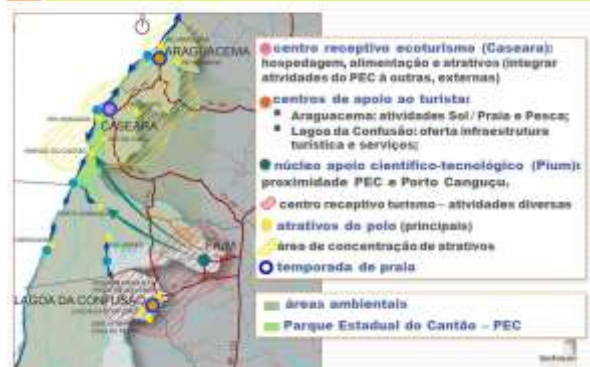 ARAGUACEMA
CASEARA
PIUM
LAGOA DA CONFUSÃO
centro receptivo ecoturismo (Caseara):
hospedagem, alimentação e atrativos (integrar
atividades do PEC à outras, externas)
centros de apoio ao turista:
Araguacema: atividades Sol / Praia e Pesca;
Lagoa da Confusão: oferta infraestrutura
turística e serviços;
núcleo apoio científico-tecnológico (Pium):
proximidade PEC e Porto Canguçu,
centro receptivo turismo – atividades diversas
atrativos do polo (principais)
área de concentração de atrativos
temporada de praia
áreas ambientais
Parque Estadual do Cantão – PEC